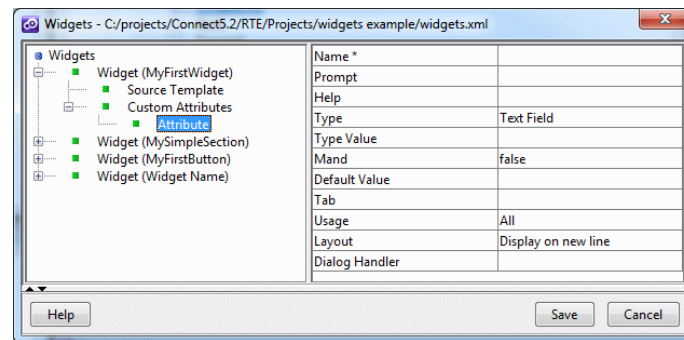 Widgets - C:/projects/Connect5.2/RTE/Projects/widgets example/widgets.xml
Widgets
Widget (MyFirstWidget)
Source Template
Custom Attributes
Attribute
Widget (MySimpleSection)
Widget (MyFirstButton)
Widget (Widget Name)
Name *
Prompt
Help
Type Text Field
Type Value
Mand false
Default Value
Tab
Usage All
Layout Display on new line
Dialog Handler
Help Save Cancel